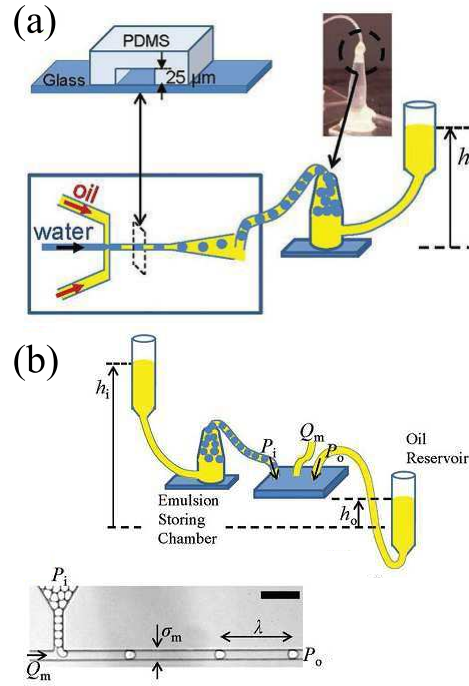 (a)
PDMS
Glass
25 μm
oil
water
h
(b)
h_i
Q_m
P_i
P_o
Oil
Reservoir
Emulsion
Storing
Chamber
h_o
P_i
σ_m
λ
Q_m
P_o